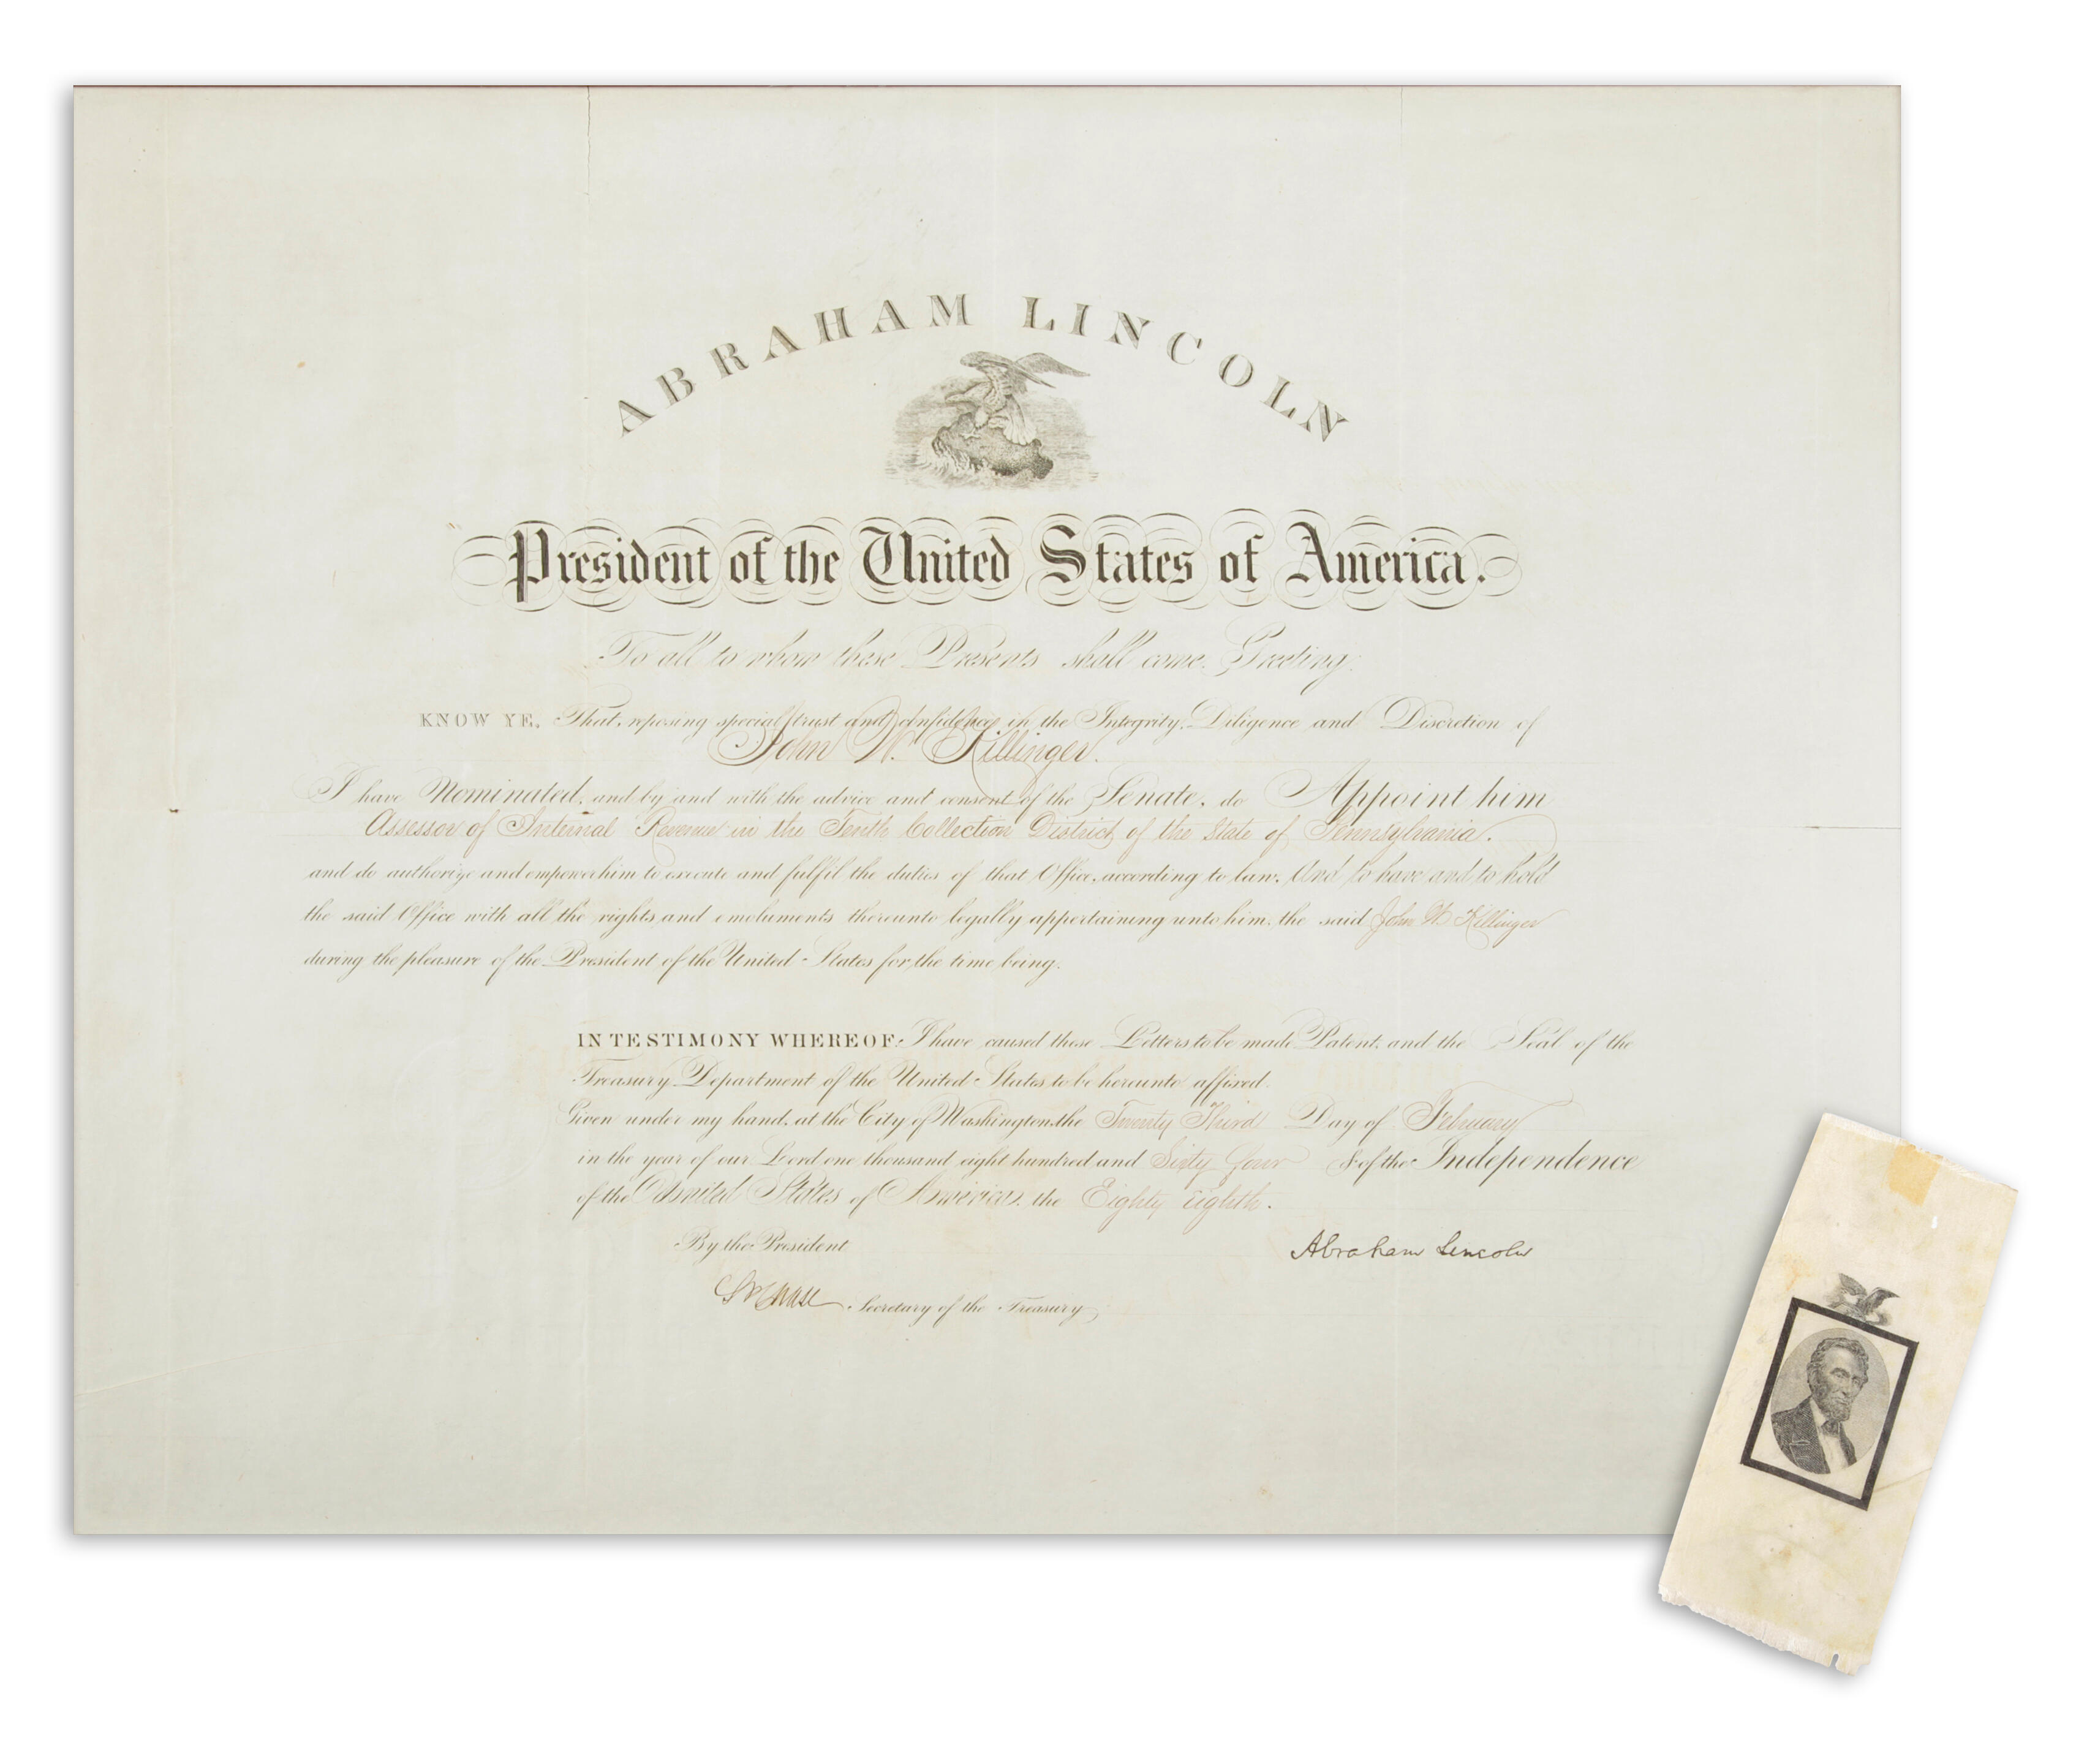 ABRAHAM LINCOLN
President of the United States of America.
To all to whom these Presents shall come. Greeting.
KNOW YE, That, reposing special trust and confidence in the Integrity, Diligence and Discretion of
John W. Killinger.
I have Nominated, and by and with the advice and consent of the Senate, do Appoint him
Assessor of Internal Revenue in the Tenth Collection District of the State of Pennsylvania.
and do authorize and empower him to execute and fulfil the duties of that Office, according to law. And to have and to hold
the said Office with all the rights and emoluments thereunto legally appertaining unto him, the said John W Killinger
during the pleasure of the President of the United States for the time being.
IN TESTIMONY WHEREOF, I have caused these Letters to be made Patent, and the Seal of the
Treasury Department of the United States to be hereunto affixed.
Given under my hand, at the City of Washington, the Twenty Third Day of February
in the year of our Lord one thousand eight hundred and Sixty four & of the Independence
of the United States of America, the Eighty eighth.
By the President
Abraham Lincoln
S P Chase Secretary of the Treasury